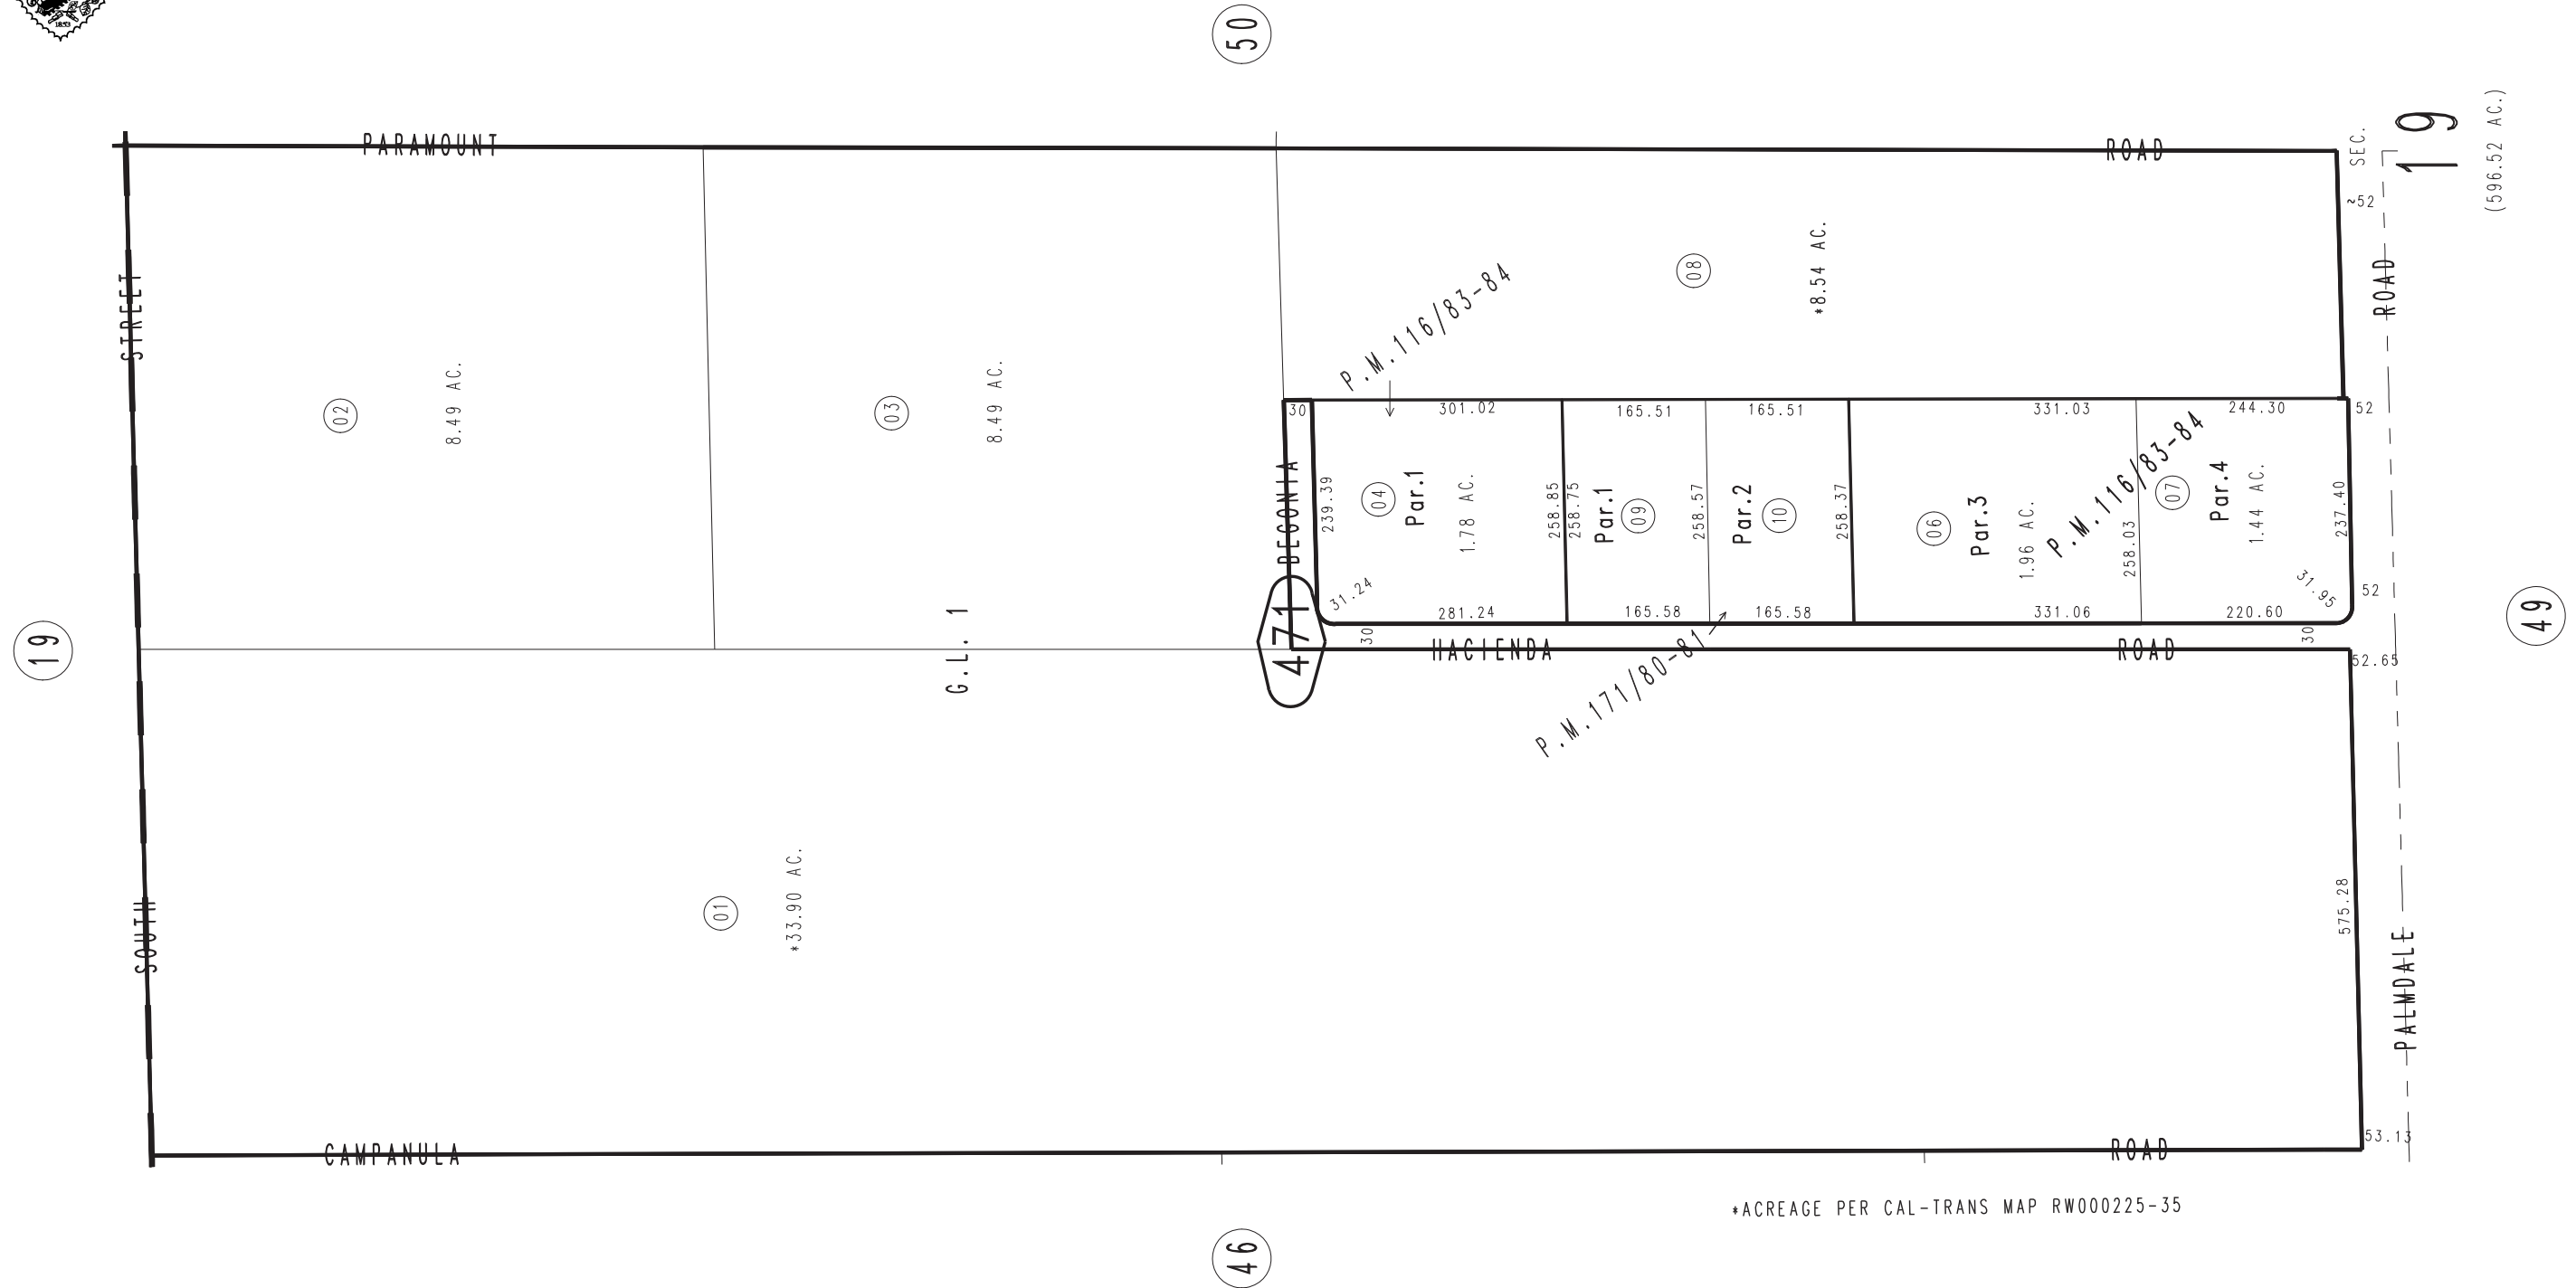 1853
50
PARAMOUNT
ROAD
SEC.
19
(596.52 AC.)
~52
STREET
ROAD
02
8.49 AC.
03
8.49 AC.
08
*8.54 AC.
P.M.116/83-84
30
301.02
165.51
165.51
331.03
244.30
52
BEGONIA
239.39
04
Par.1
1.78 AC.
258.85
258.75
Par.1
09
258.57
Par.2
10
258.37
06
Par.3
1.96 AC.
P.M.116/83-84
258.03
07
Par.4
1.44 AC.
237.40
31.24
281.24
165.58
165.58
331.06
220.60
31.95
52
30
30
19
G.L. 1
471
HACIENDA
ROAD
52.65
49
P.M.171/80-81
01
*33.90 AC.
575.28
SOUTH
PALMDALE
CAMPANULA
ROAD
53.13
*ACREAGE PER CAL-TRANS MAP RW000225-35
46